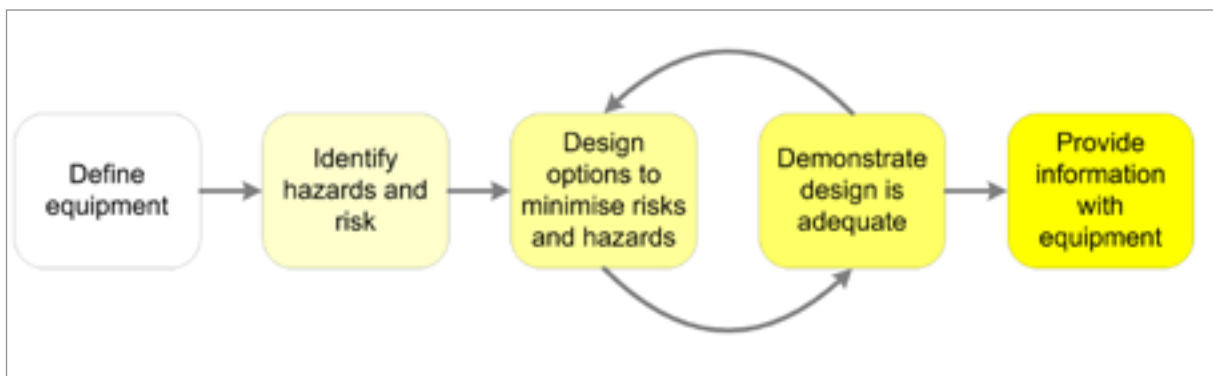 Define
equipment
Identify
hazards and
risk
Design
options to
minimise risks
and hazards
Demonstrate
design is
adequate
Provide
information
with
equipment